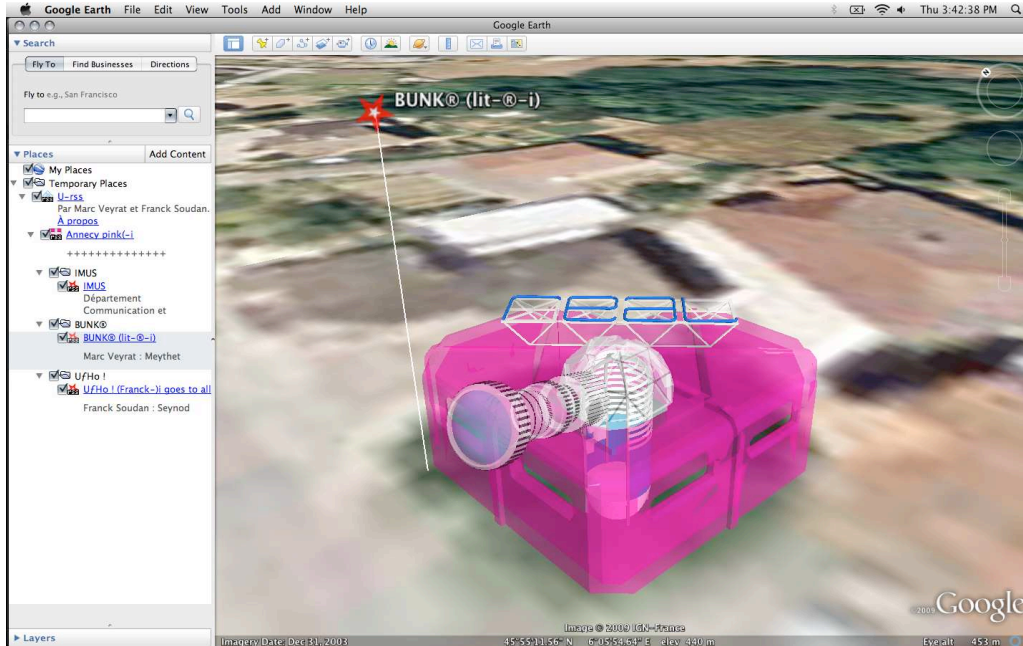 Google Earth File Edit View Tools Add Window Help Thu 3:42:38 PM
Google Earth
Search
Fly To Find Businesses Directions
Fly to e.g., San Francisco
Places Add Content
My Places
Temporary Places
U-rss
Par Marc Veyrat et Franck Soudan.
À propos
Annecy pink(-i
++++++++++++++
IMUS
IMUS
Département
Communication et
BUNK®
BUNK® (lit-®-i)
Marc Veyrat : Meythet
UƒHo !
UƒHo ! (Franck-)i goes to all
Franck Soudan : Seynod
Layers
BUNK® (lit-®-i)
REAL
©2009 Google
Image © 2009 IGN-France
Imagery Date: Dec 31, 2003 45°55'11.56" N 6°05'54.64" E elev 440 m Eye alt 453 m